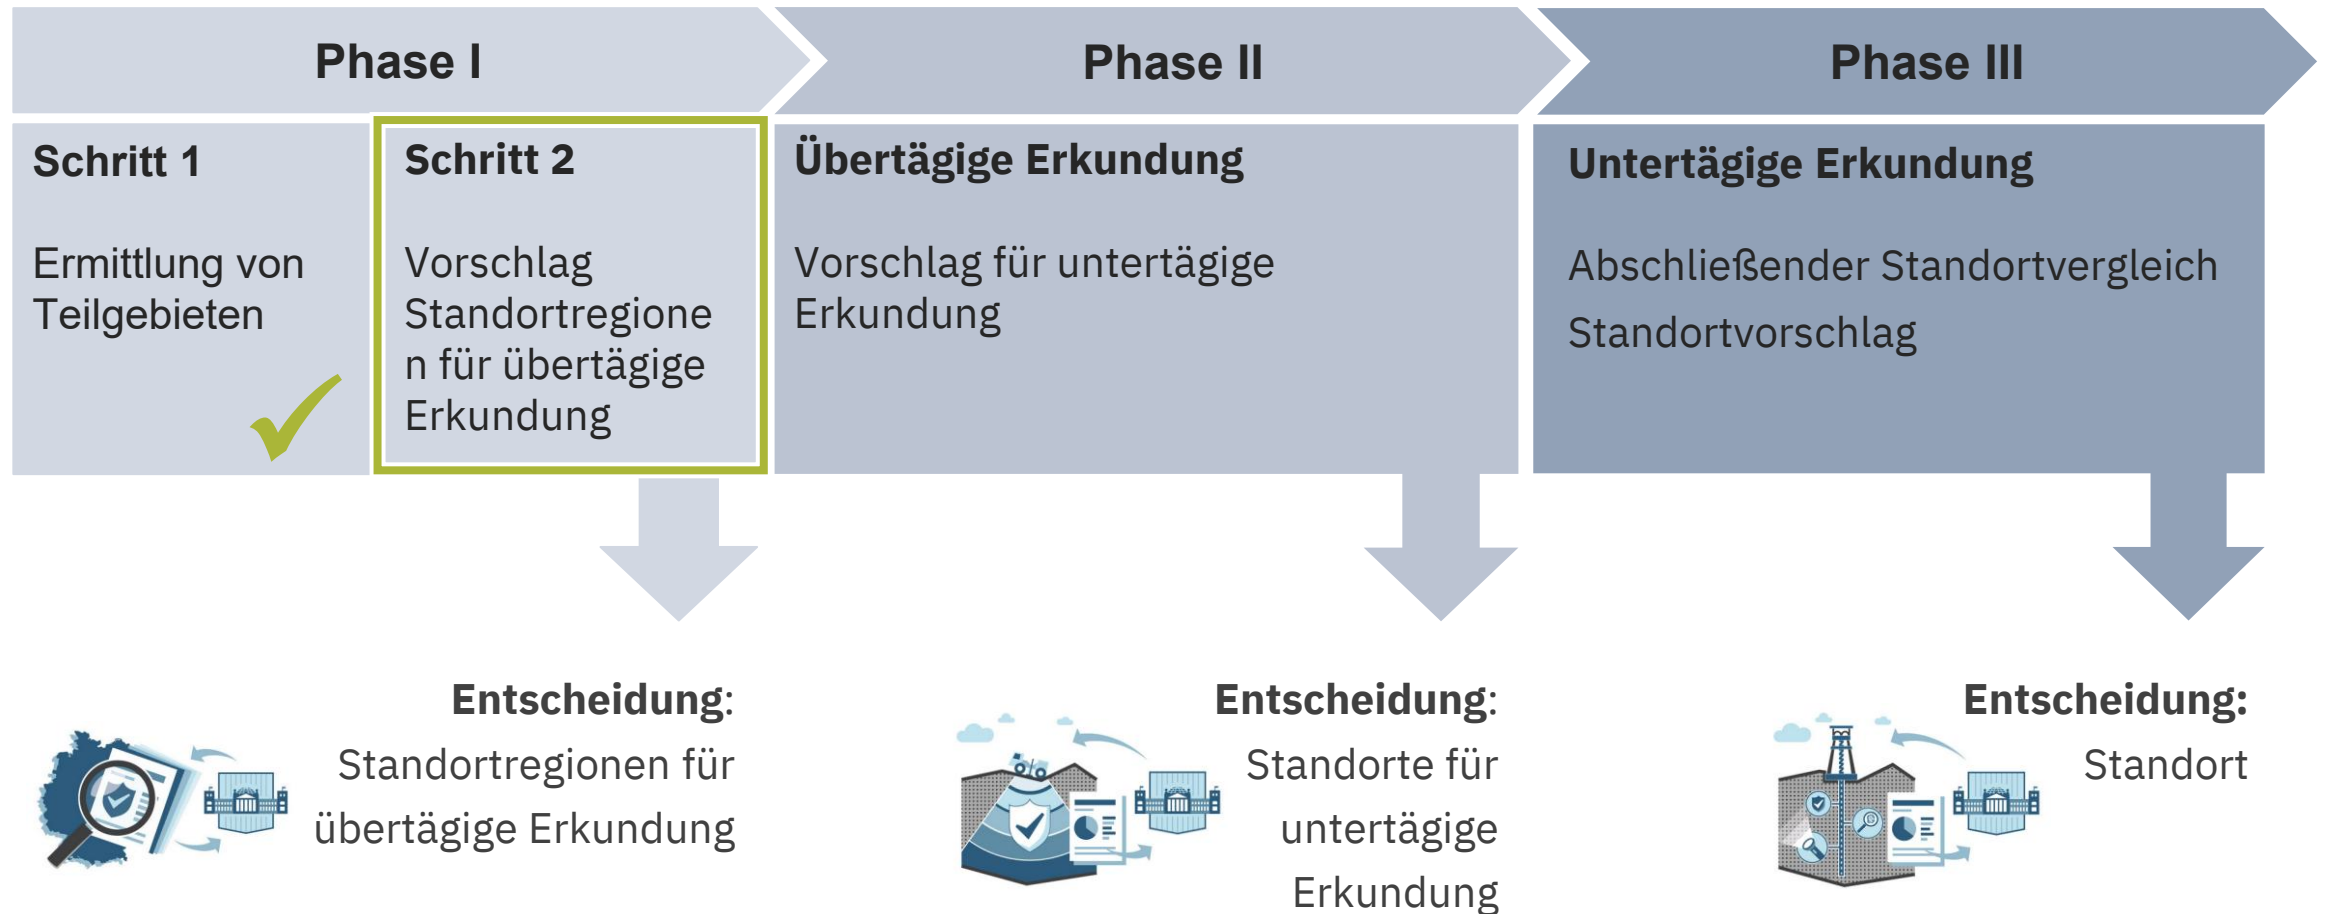 Phase I
Phase II
Phase III
Schritt 1
Ermittlung von
Teilgebieten
Schritt 2
Vorschlag
Standortregione
n für übertägige
Erkundung
Übertägige Erkundung
Vorschlag für untertägige
Erkundung
Untertägige Erkundung
Abschließender Standortvergleich
Standortvorschlag
Entscheidung:
Standortregionen für
übertägige Erkundung
Entscheidung:
Standorte für
untertägige
Erkundung
Entscheidung:
Standort